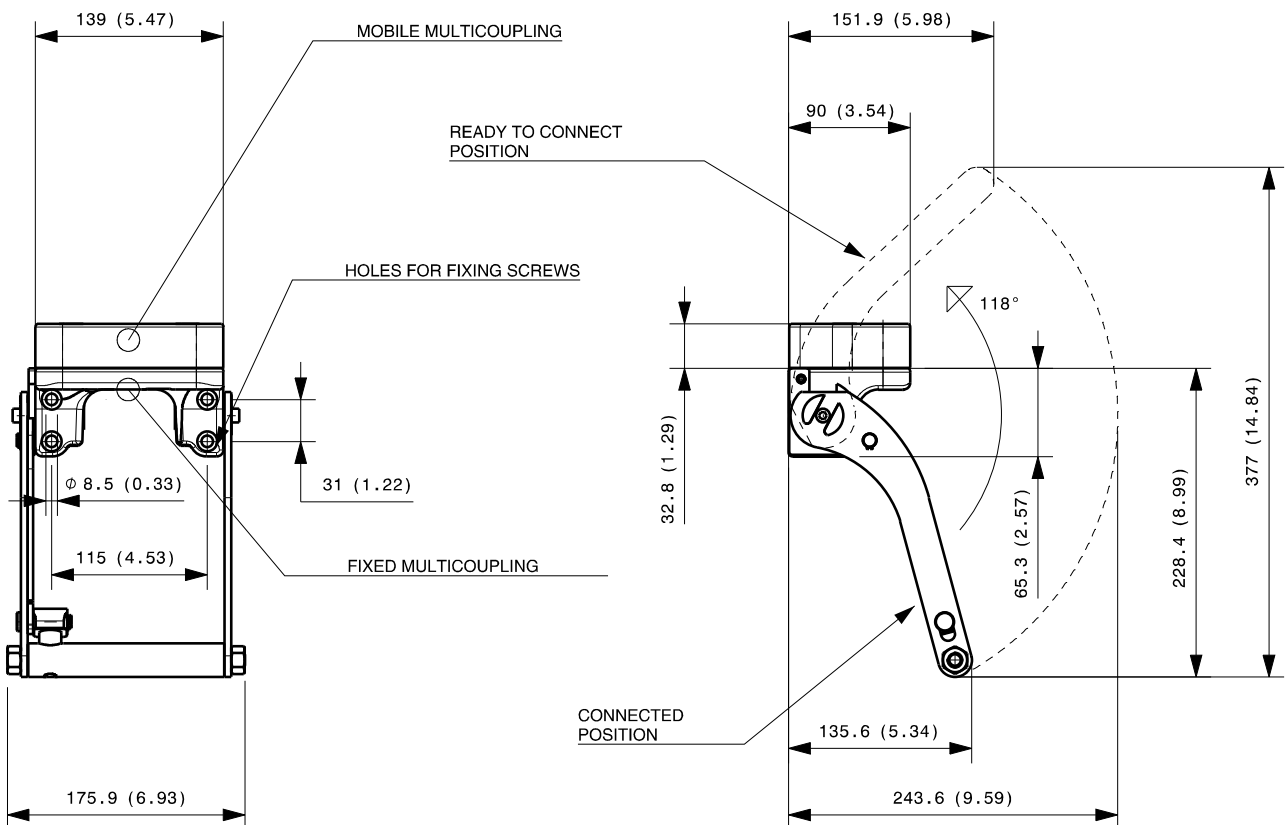 139 (5.47)
MOBILE MULTICOUPLING
151.9 (5.98)
90 (3.54)
READY TO CONNECT
POSITION
HOLES FOR FIXING SCREWS
118°
377 (14.84)
32.8 (1.29)
ϕ 8.5 (0.33)
31 (1.22)
65.3 (2.57)
228.4 (8.99)
115 (4.53)
FIXED MULTICOUPLING
CONNECTED
POSITION
135.6 (5.34)
175.9 (6.93)
243.6 (9.59)